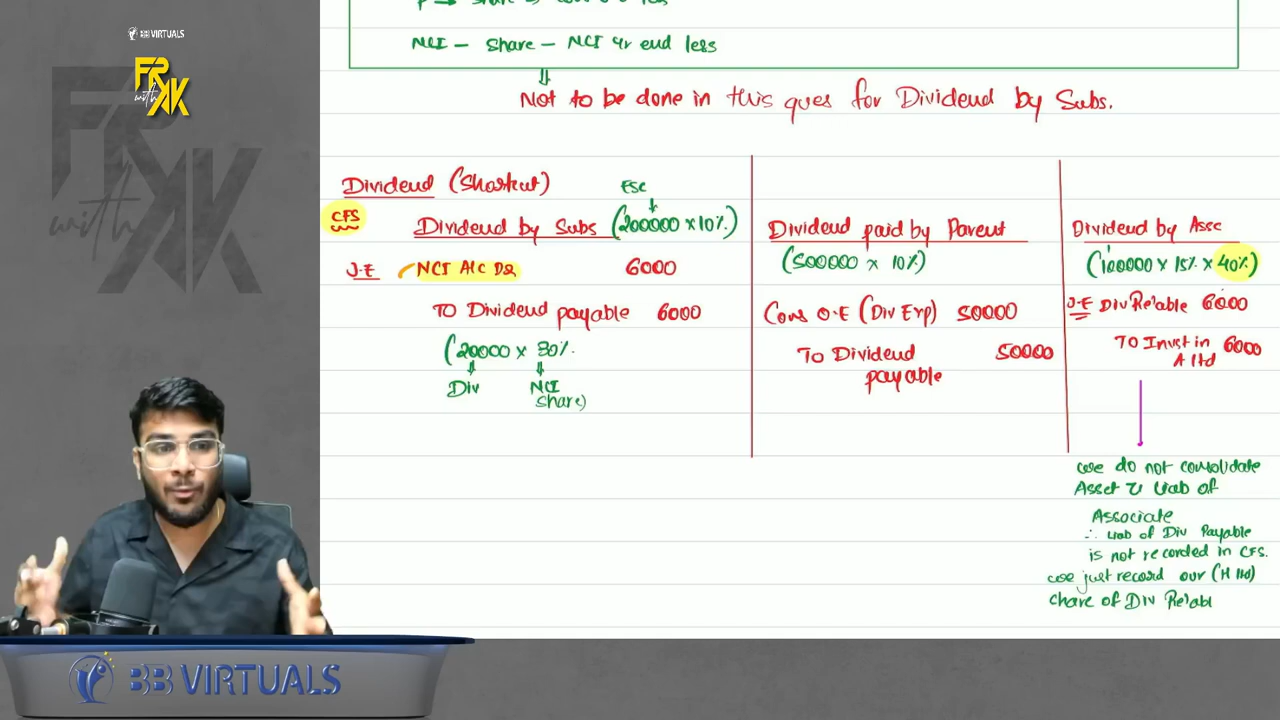 BB VIRTUALS
FR
with
AK
NCI – Share – NCI yr end less
Not to be done in this ques for Dividend by Subs.
Dividend (Shortcut)
CFS
ESC
Dividend by Subs (200000 x 10%)
J.E
NCI A/C DR 6000
TO Dividend payable 6000
(20000 x 30%
Div
NCI
Share)
Dividend paid by Parent
(500000 x 10%)
Cons O.E (Div Exp) 50000
To Dividend 50000
payable
Dividend by Assc
(100000 x 15% x 40%)
J.E Div Re'able 6000
TO Invst in 6000
A ltd
we do not consolidate
Asset & Liab of
Associate
∴ Liab of Div Payable
is not recorded in CFS.
we just record our (H ltd)
share of Div Re'abl
BB VIRTUALS